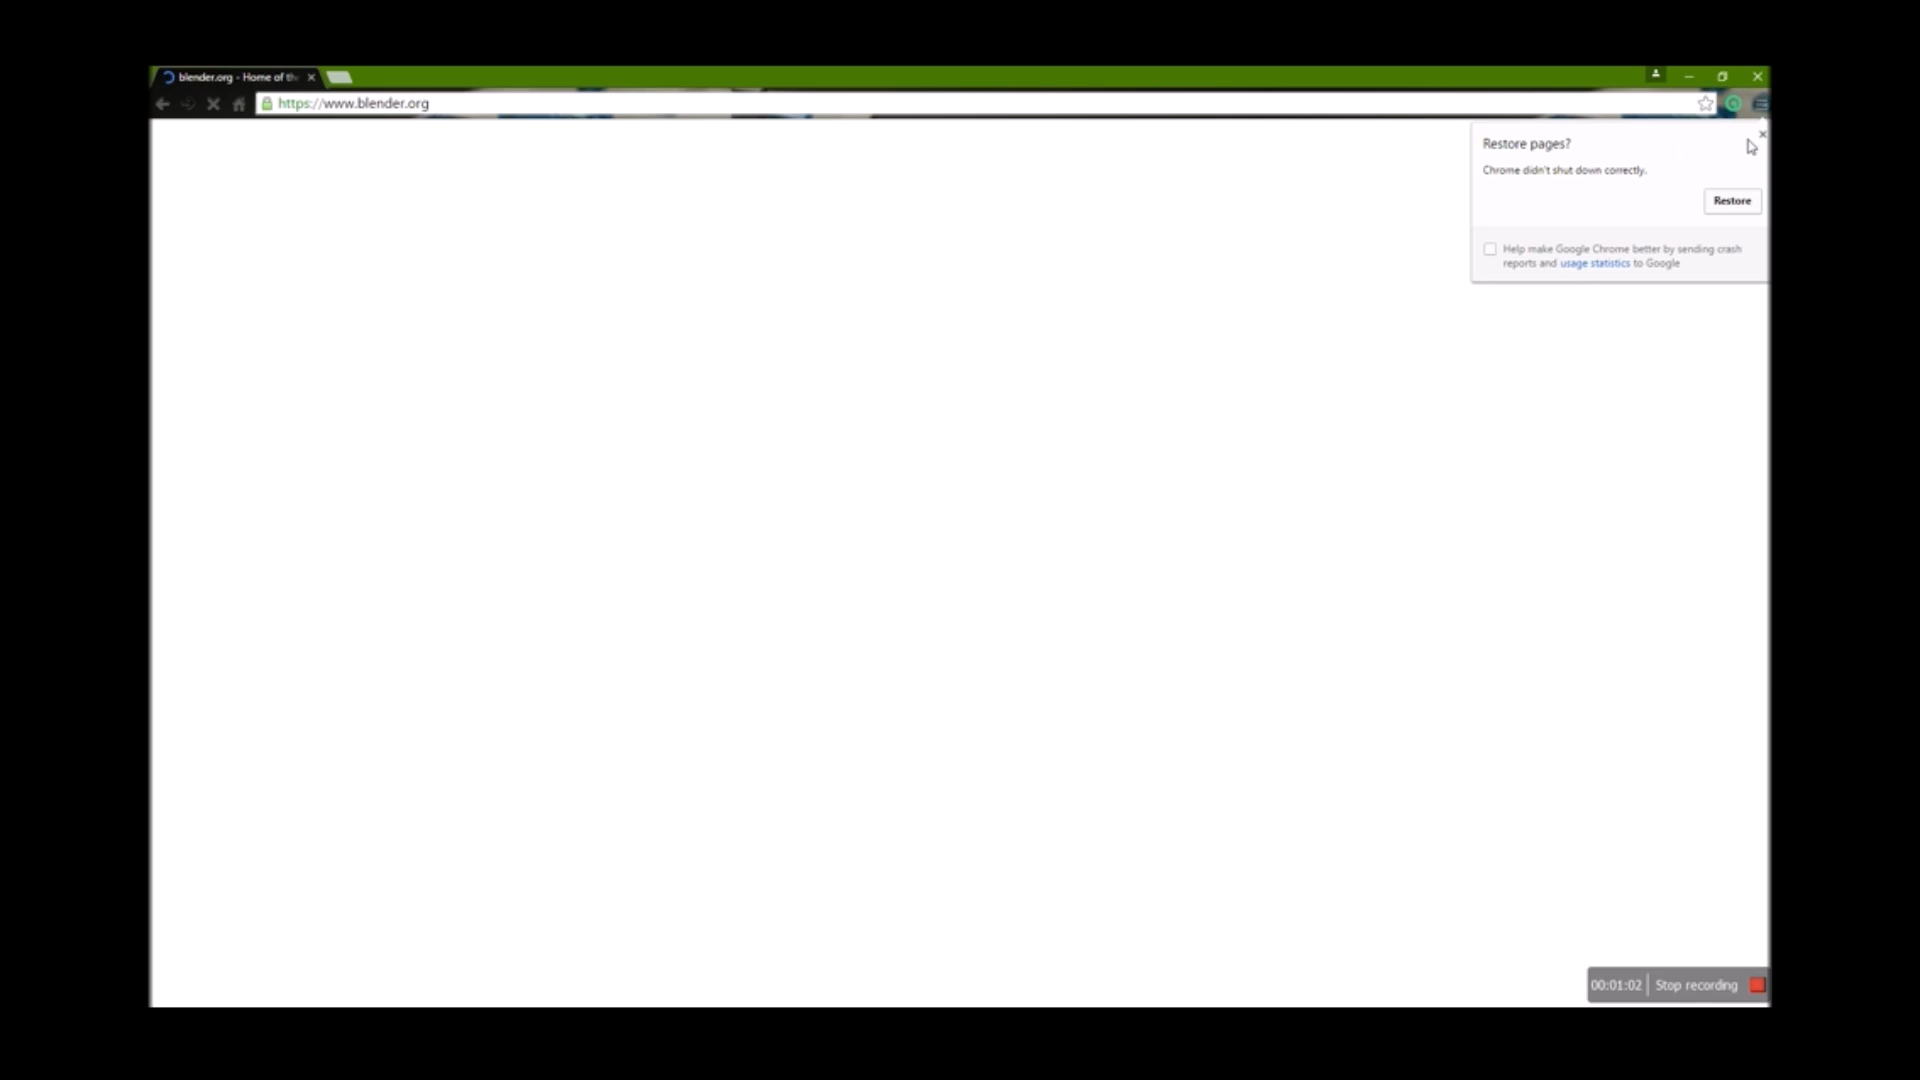 blender.org - Home of th
https://www.blender.org
Restore pages?
Chrome didn't shut down correctly.
Restore
Help make Google Chrome better by sending crash
reports and usage statistics to Google
00:01:02 Stop recording